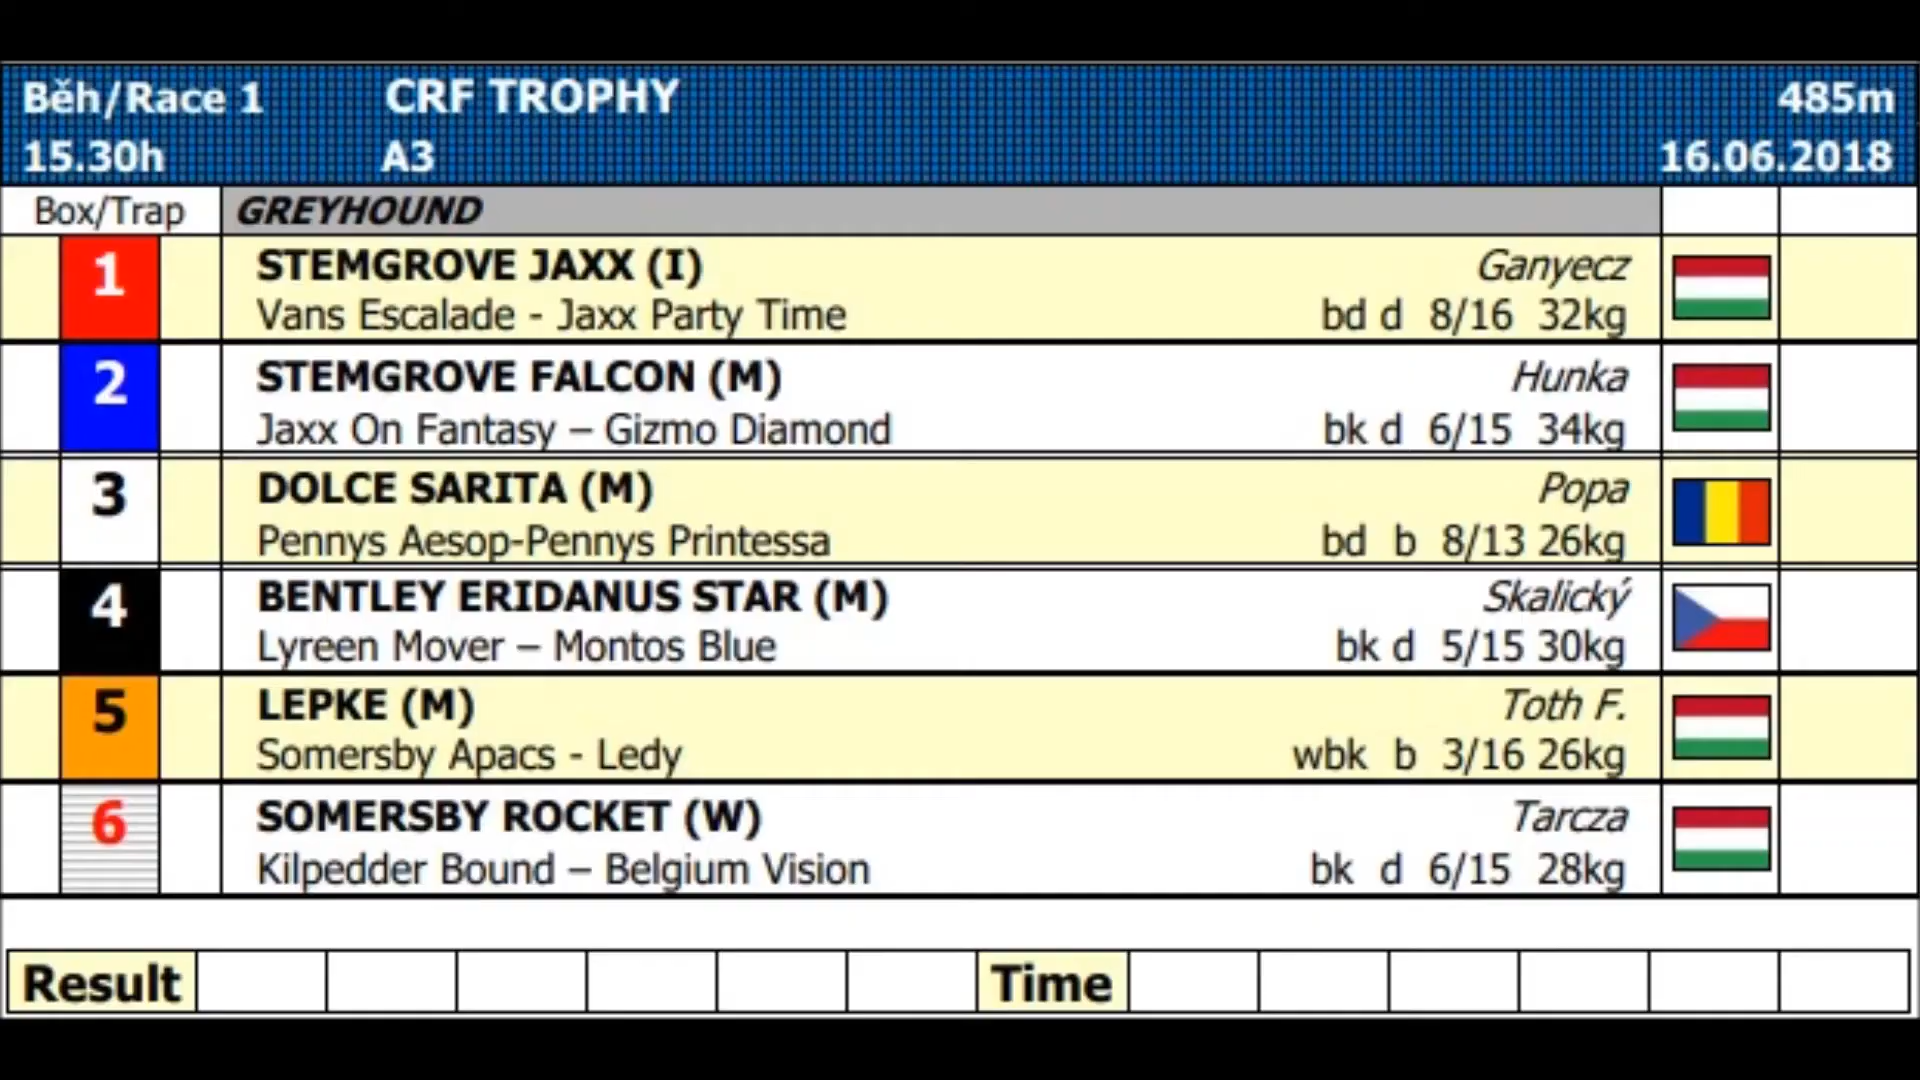 Běh/Race 1 CRF TROPHY 485m
15.30h A3 16.06.2018
Box/Trap GREYHOUND
1 STEMGROVE JAXX (I) Ganyecz
Vans Escalade - Jaxx Party Time bd d 8/16 32kg
2 STEMGROVE FALCON (M) Hunka
Jaxx On Fantasy – Gizmo Diamond bk d 6/15 34kg
3 DOLCE SARITA (M) Popa
Pennys Aesop-Pennys Printessa bd b 8/13 26kg
4 BENTLEY ERIDANUS STAR (M) Skalický
Lyreen Mover – Montos Blue bk d 5/15 30kg
5 LEPKE (M) Toth F.
Somersby Apacs - Ledy wbk b 3/16 26kg
6 SOMERSBY ROCKET (W) Tarcza
Kilpedder Bound – Belgium Vision bk d 6/15 28kg
Result Time